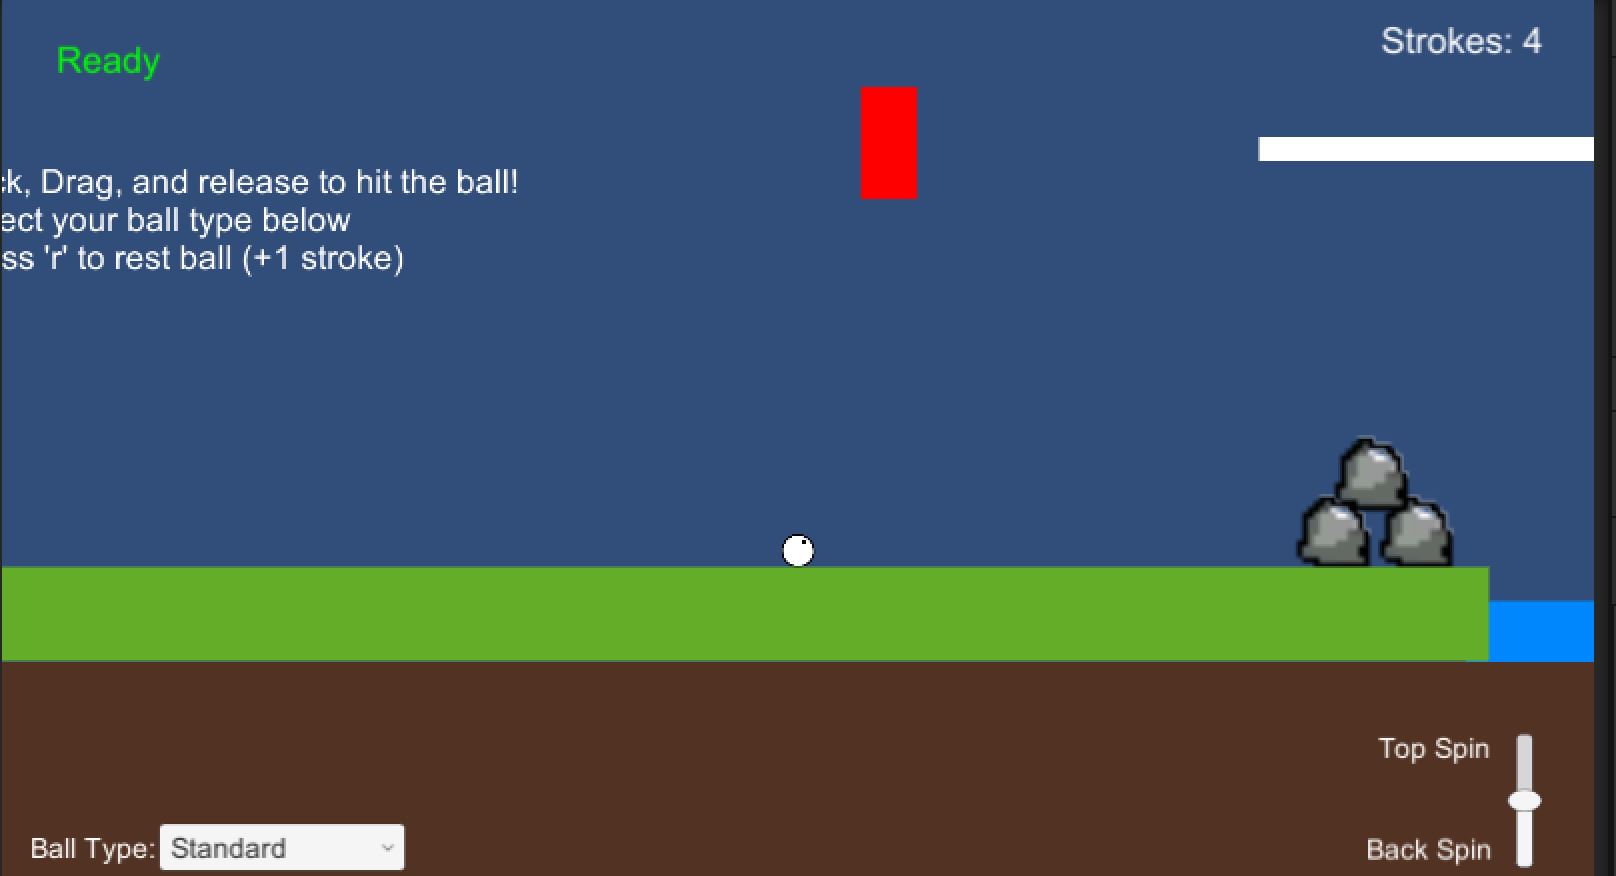 Ready
Strokes: 4
ck, Drag, and release to hit the ball!
ect your ball type below
ss 'r' to rest ball (+1 stroke)
Top Spin
Ball Type: Standard
Back Spin